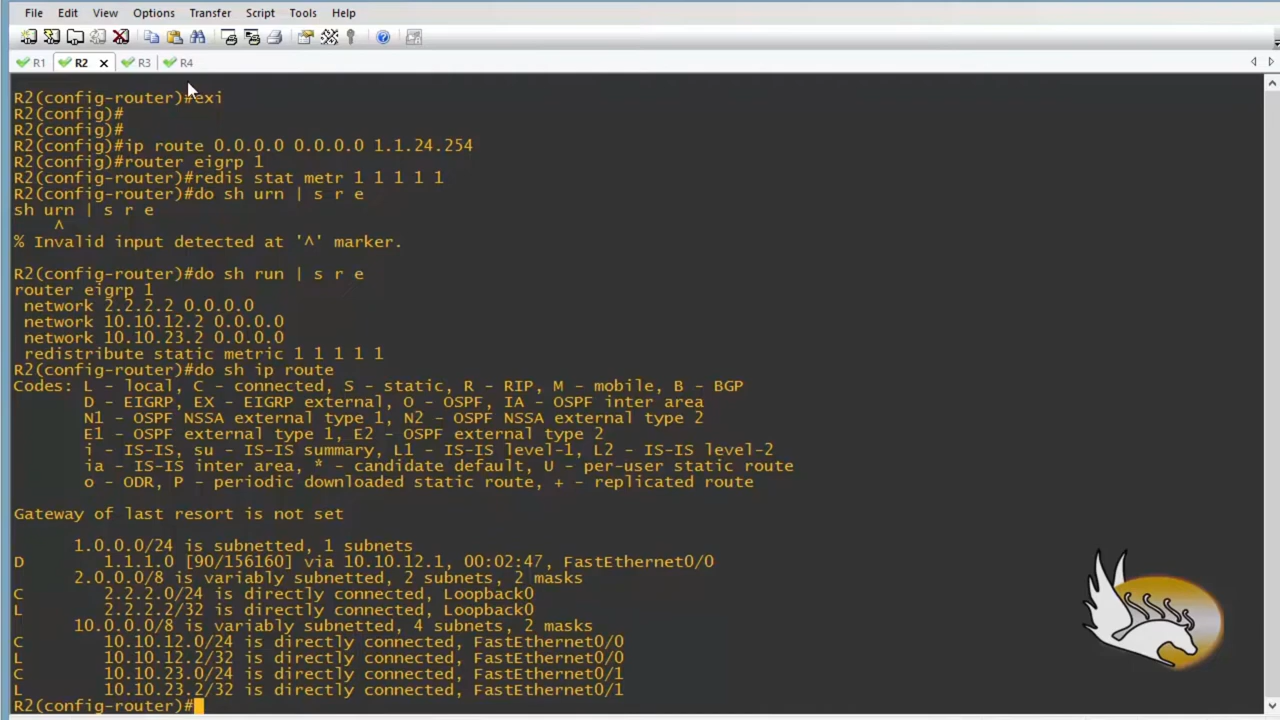 File Edit View Options Transfer Script Tools Help
R1 R2 R3 R4
R2(config-router)#exi
R2(config)#
R2(config)#
R2(config)#ip route 0.0.0.0 0.0.0.0 1.1.24.254
R2(config)#router eigrp 1
R2(config-router)#redis stat metr 1 1 1 1 1
R2(config-router)#do sh urn | s r e
sh urn | s r e
^
% Invalid input detected at '^' marker.
R2(config-router)#do sh run | s r e
router eigrp 1
network 2.2.2.2 0.0.0.0
network 10.10.12.2 0.0.0.0
network 10.10.23.2 0.0.0.0
redistribute static metric 1 1 1 1 1
R2(config-router)#do sh ip route
Codes: L - local, C - connected, S - static, R - RIP, M - mobile, B - BGP
D - EIGRP, EX - EIGRP external, O - OSPF, IA - OSPF inter area
N1 - OSPF NSSA external type 1, N2 - OSPF NSSA external type 2
E1 - OSPF external type 1, E2 - OSPF external type 2
i - IS-IS, su - IS-IS summary, L1 - IS-IS level-1, L2 - IS-IS level-2
ia - IS-IS inter area, * - candidate default, U - per-user static route
o - ODR, P - periodic downloaded static route, + - replicated route
Gateway of last resort is not set
1.0.0.0/24 is subnetted, 1 subnets
D 1.1.1.0 [90/156160] via 10.10.12.1, 00:02:47, FastEthernet0/0
2.0.0.0/8 is variably subnetted, 2 subnets, 2 masks
C 2.2.2.0/24 is directly connected, Loopback0
L 2.2.2.2/32 is directly connected, Loopback0
10.0.0.0/8 is variably subnetted, 4 subnets, 2 masks
C 10.10.12.0/24 is directly connected, FastEthernet0/0
L 10.10.12.2/32 is directly connected, FastEthernet0/0
C 10.10.23.0/24 is directly connected, FastEthernet0/1
L 10.10.23.2/32 is directly connected, FastEthernet0/1
R2(config-router)#